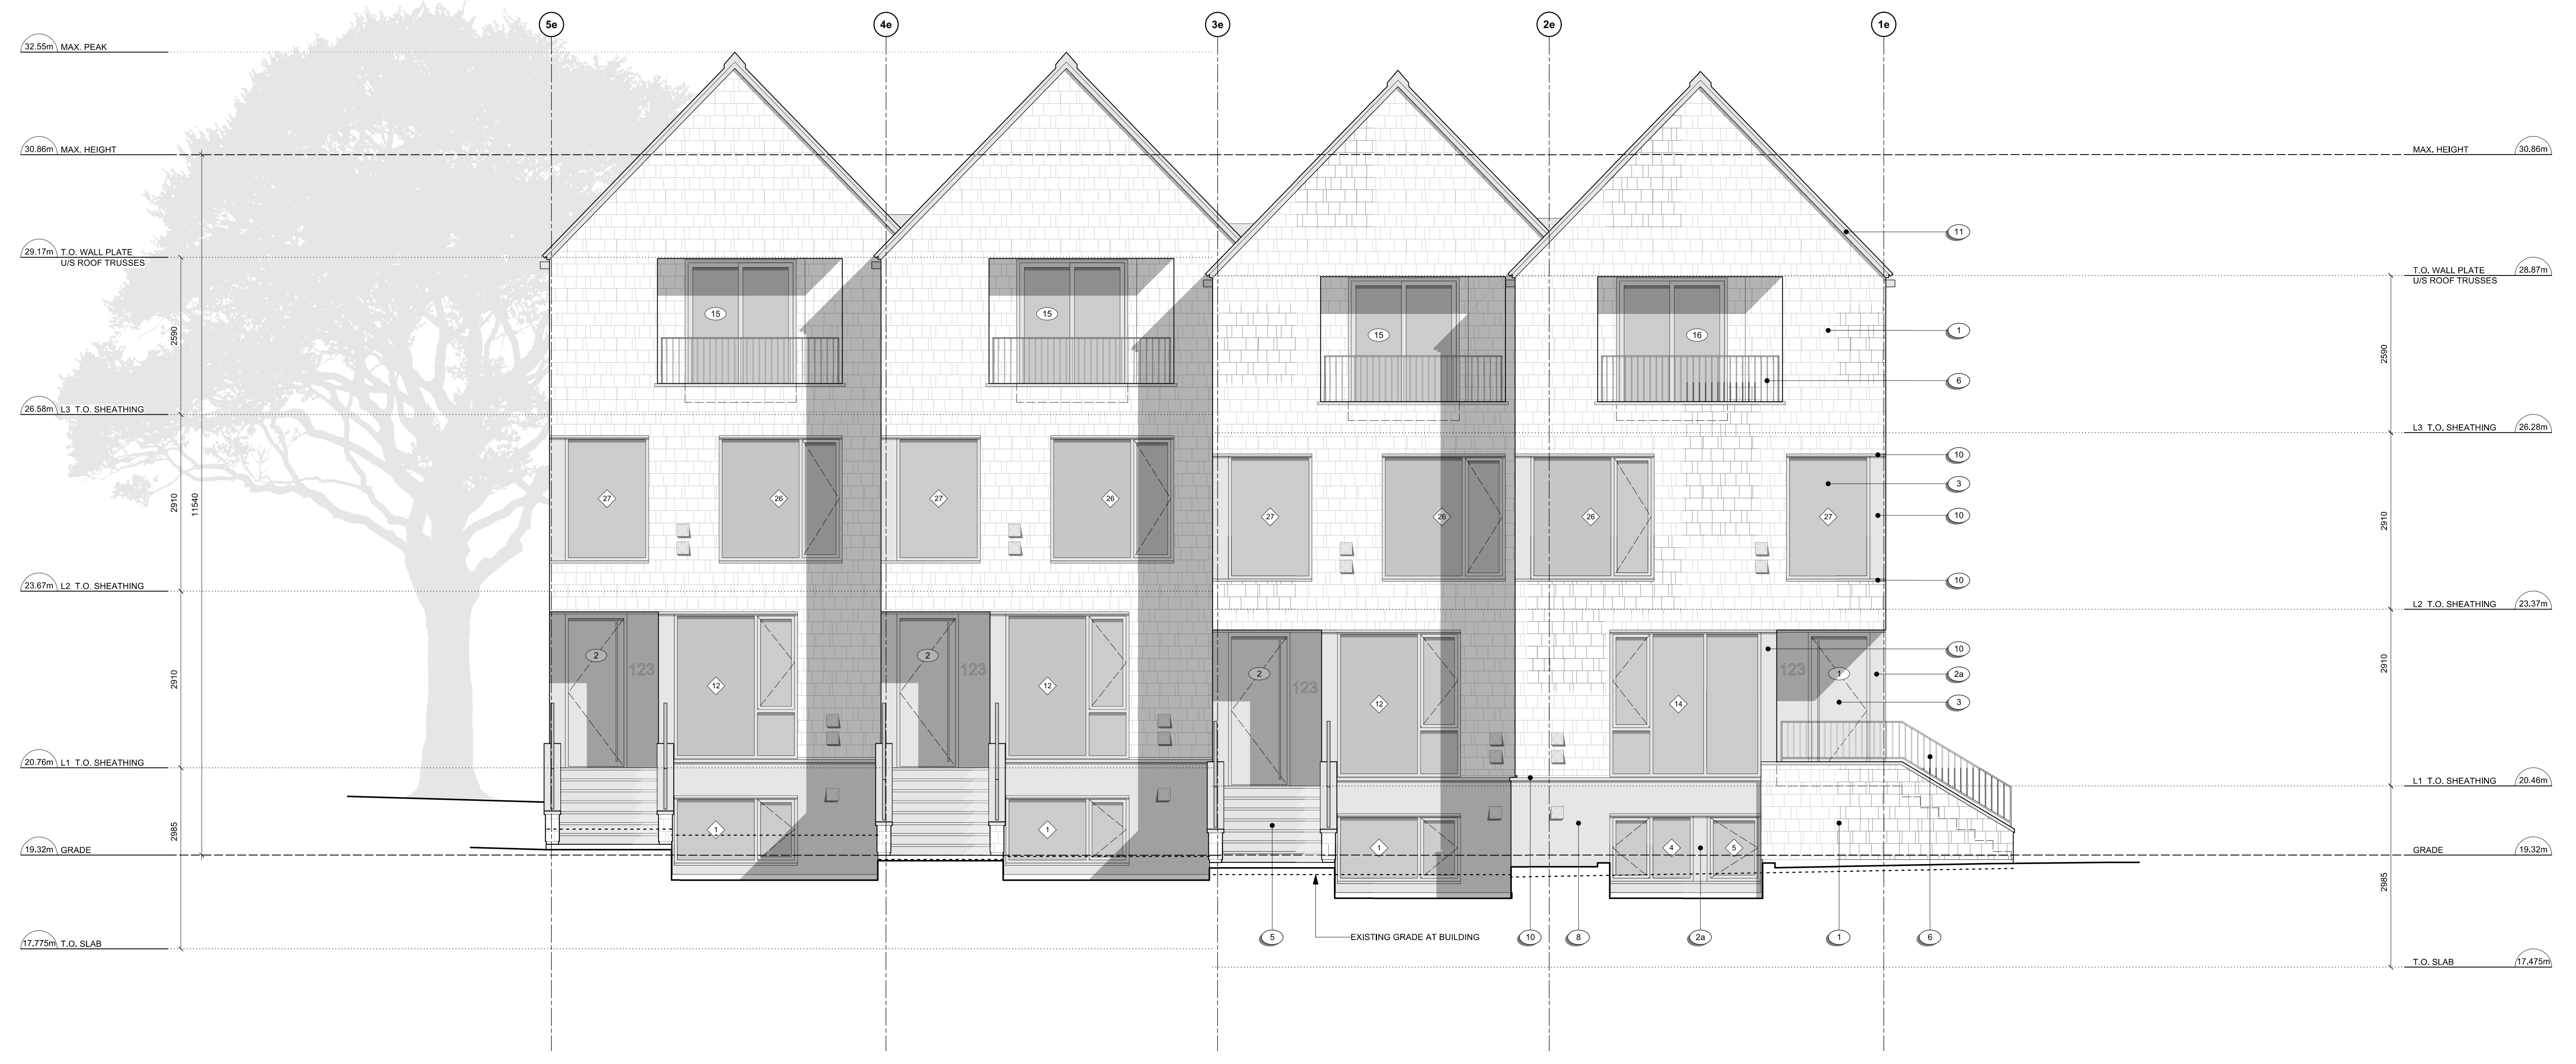 5e
4e
3e
2e
1e
32.55m MAX. PEAK
30.86m MAX. HEIGHT
MAX. HEIGHT 30.86m
11
29.17m T.O. WALL PLATE
U/S ROOF TRUSSES
T.O. WALL PLATE 28.87m
U/S ROOF TRUSSES
15
15
15
16
1
2590
2590
6
26.58m L3 T.O. SHEATHING
L3 T.O. SHEATHING 26.28m
10
3
27
26
27
26
27
26
26
27
10
2910
11540
2910
10
23.67m L2 T.O. SHEATHING
L2 T.O. SHEATHING 23.37m
10
2
123
2
123
2
123
123
1
2a
12
12
12
14
3
2910
2910
6
20.76m L1 T.O. SHEATHING
L1 T.O. SHEATHING 20.46m
1
1
1
4
5
2985
19.32m GRADE
GRADE 19.32m
2985
5
EXISTING GRADE AT BUILDING
10
8
2a
1
6
17.775m T.O. SLAB
T.O. SLAB 17.475m